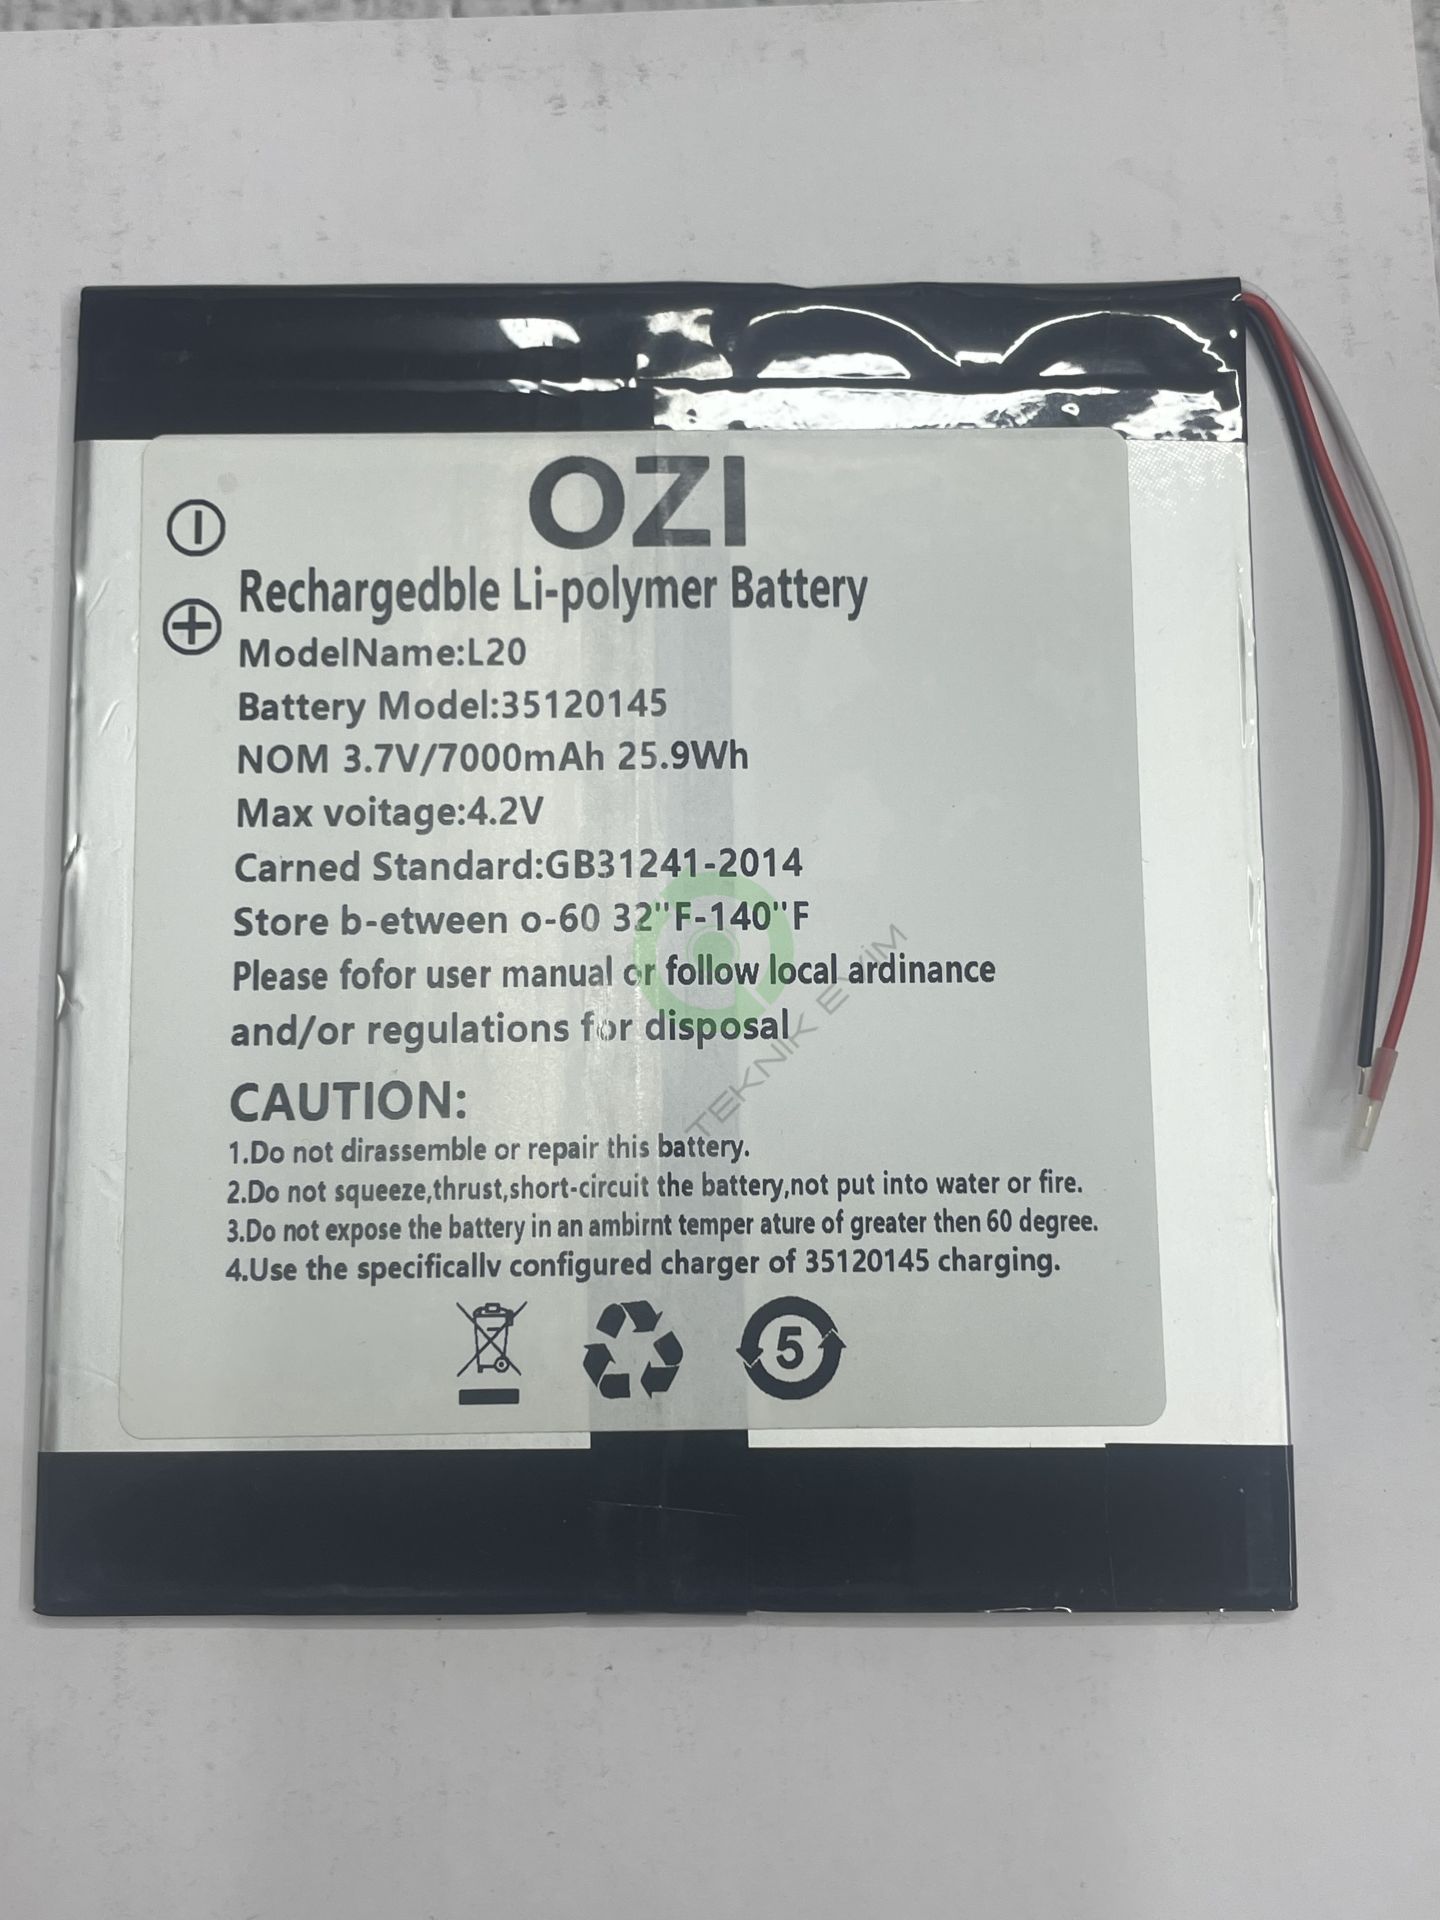 OZI
Rechargedble Li-polymer Battery
ModelName:L20
Battery Model:35120145
NOM 3.7V/7000mAh 25.9Wh
Max voitage:4.2V
Carned Standard:GB31241-2014
Store b-etween o-60 32"F-140"F
Please fofor user manual or follow local ardinance
and/or regulations for disposal
TEKNİK EVİM
CAUTION:
1.Do not dirassemble or repair this battery.
2.Do not squeeze,thrust,short-circuit the battery,not put into water or fire.
3.Do not expose the battery in an ambirnt temper ature of greater then 60 degree.
4.Use the specificallv configured charger of 35120145 charging.
5